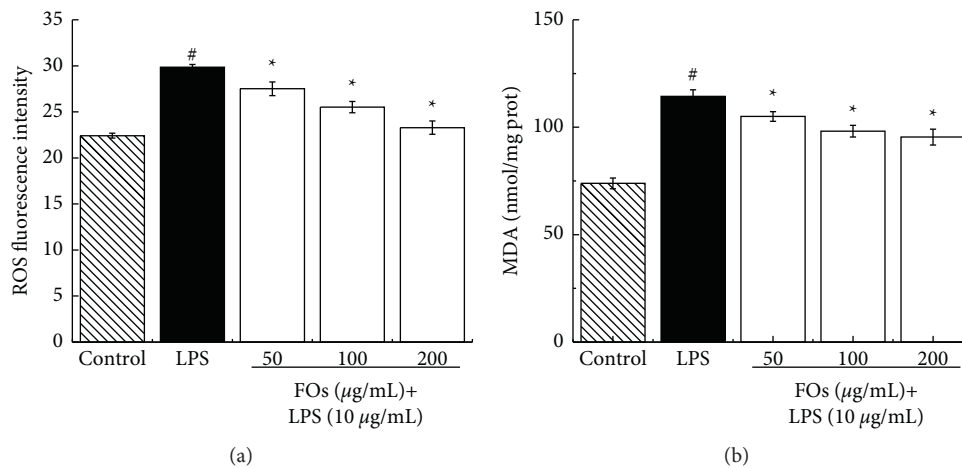 35
30
25
20
15
10
5
0
ROS fluorescence intensity
#
*
*
*
Control LPS 50 100 200
FOs (μg/mL)+
LPS (10 μg/mL)
(a)
150
100
50
0
MDA (nmol/mg prot)
#
*
*
*
Control LPS 50 100 200
FOs (μg/mL)+
LPS (10 μg/mL)
(b)